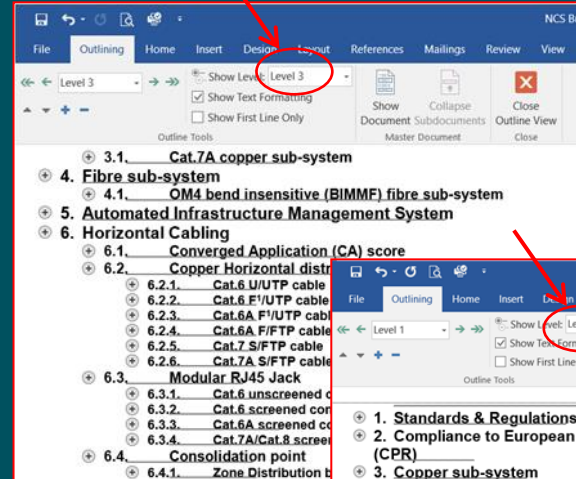 NCS B
File Outlining Home Insert Design Layout References Mailings Review View
Level 3 Show Level: Level 3
Show Text Formatting
Show First Line Only
Show Document
Collapse Subdocuments
Close Outline View
Outline Tools Master Document Close
3.1. Cat.7A copper sub-system
4. Fibre sub-system
4.1. OM4 bend insensitive (BIMMF) fibre sub-system
5. Automated Infrastructure Management System
6. Horizontal Cabling
6.1. Converged Application (CA) score
6.2. Copper Horizontal distr
6.2.1. Cat.6 U/UTP cable
6.2.2. Cat.6 F¹/UTP cable
6.2.3. Cat.6A F¹/UTP cabl
6.2.4. Cat.6A F/FTP cable
6.2.5. Cat.7 S/FTP cable
6.2.6. Cat.7A S/FTP cable
6.3. Modular RJ45 Jack
6.3.1. Cat.6 unscreened c
6.3.2. Cat.6 screened con
6.3.3. Cat.6A screened co
6.3.4. Cat.7A/Cat.8 screen
6.4. Consolidation point
6.4.1. Zone Distribution b
File Outlining Home Insert Design
Level 1 Show Level: Le
Show Text Form
Show First Line
Outline Tools
1. Standards & Regulations
2. Compliance to European
(CPR)
3. Copper sub-system